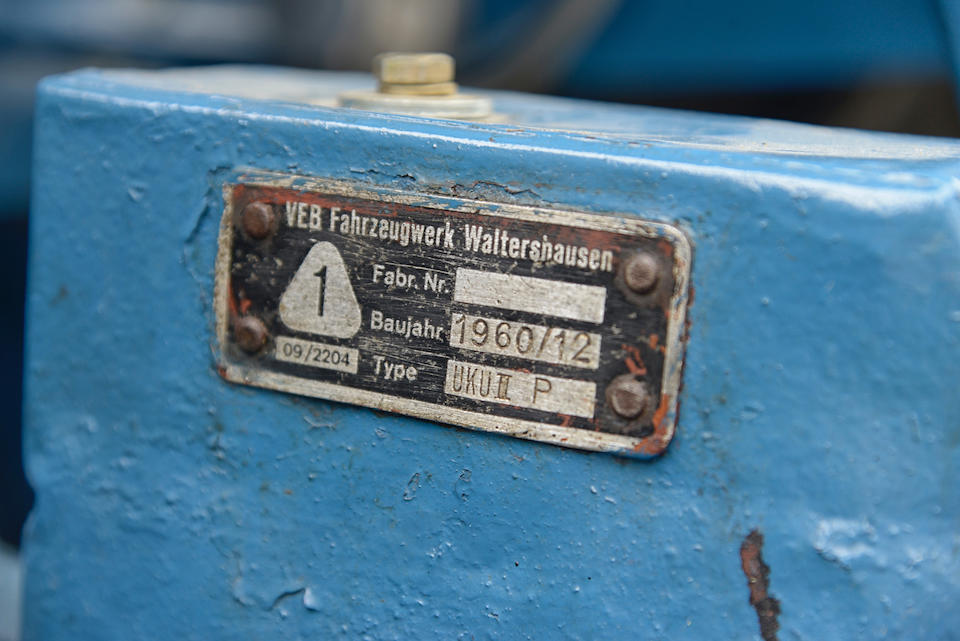 VEB Fahrzeugwerk Waltershausen
1
Fabr. Nr.
Baujahr 1960/12
09/2204
Type UKU II P